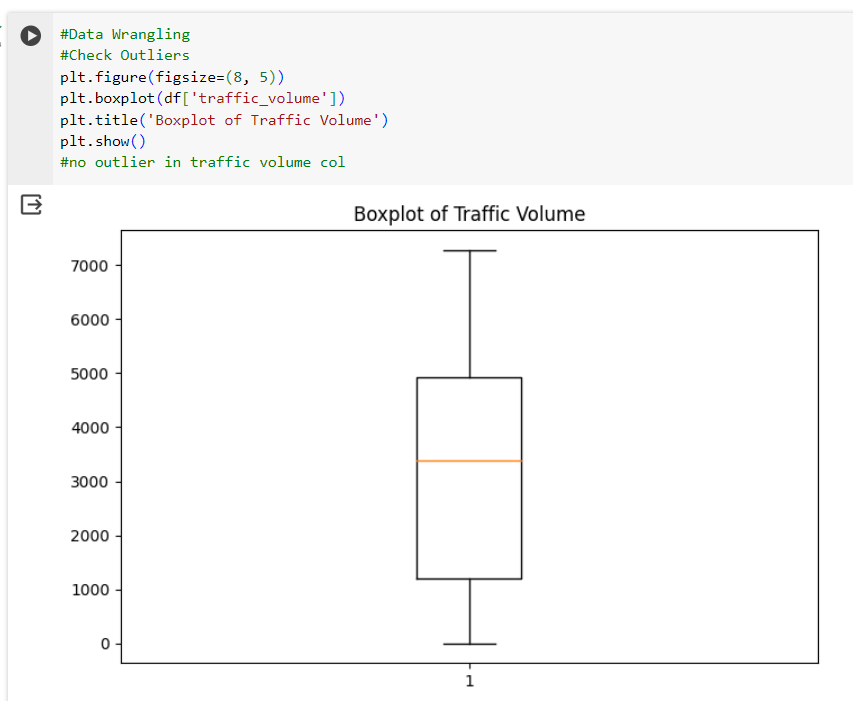 #Data Wrangling
#Check Outliers
plt.figure(figsize=(8, 5))
plt.boxplot(df['traffic_volume'])
plt.title('Boxplot of Traffic Volume')
plt.show()
#no outlier in traffic volume col
Boxplot of Traffic Volume
7000
6000
5000
4000
3000
2000
1000
0
1